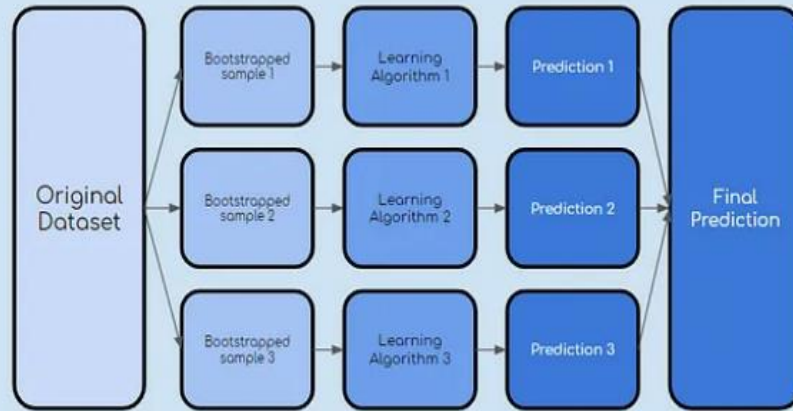 Original
Dataset
Bootstrapped
sample 1
Learning
Algorithm 1
Prediction 1
Bootstrapped
sample 2
Learning
Algorithm 2
Prediction 2
Bootstrapped
sample 3
Learning
Algorithm 3
Prediction 3
Final
Prediction